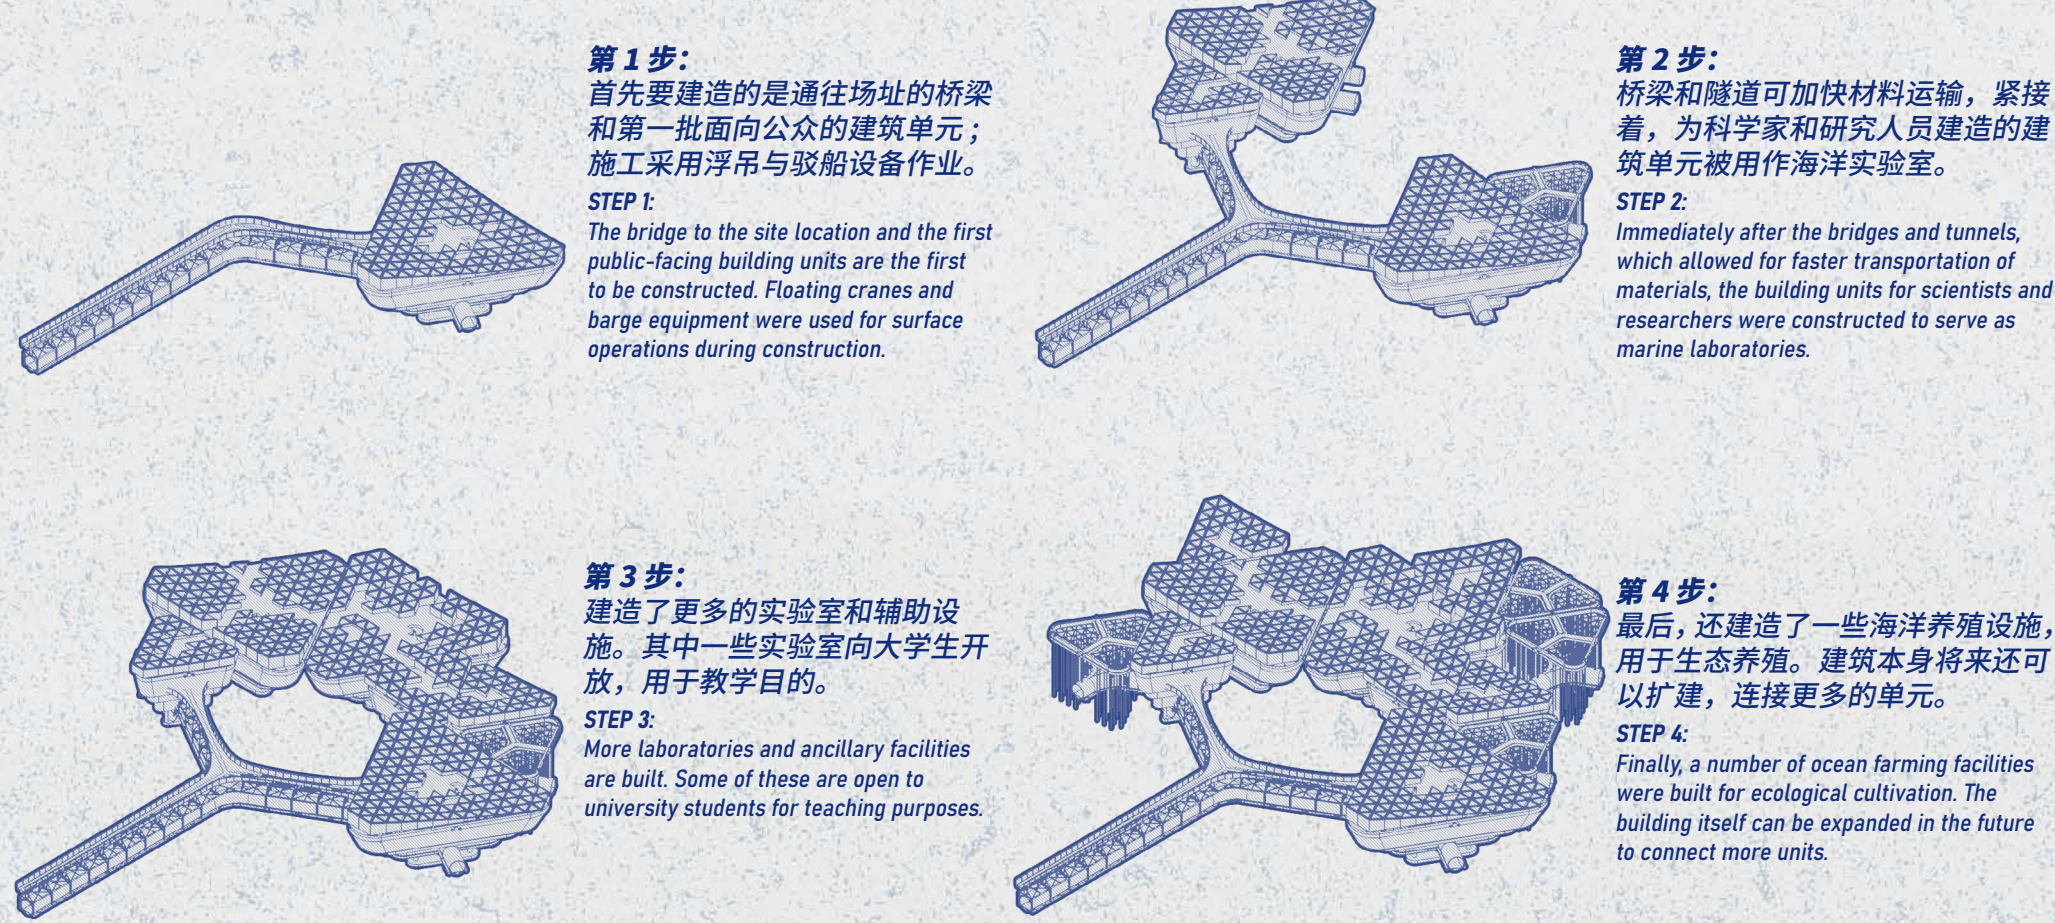 第 1 步：
首先要建造的是通往场址的桥梁
和第一批面向公众的建筑单元；
施工采用浮吊与驳船设备作业。
STEP 1:
The bridge to the site location and the first
public-facing building units are the first
to be constructed. Floating cranes and
barge equipment were used for surface
operations during construction.
第 2 步：
桥梁和隧道可加快材料运输，紧接
着，为科学家和研究人员建造的建
筑单元被用作海洋实验室。
STEP 2:
Immediately after the bridges and tunnels,
which allowed for faster transportation of
materials, the building units for scientists and
researchers were constructed to serve as
marine laboratories.
第 3 步：
建造了更多的实验室和辅助设
施。其中一些实验室向大学生开
放，用于教学目的。
STEP 3:
More laboratories and ancillary facilities
are built. Some of these are open to
university students for teaching purposes.
第 4 步：
最后，还建造了一些海洋养殖设施，
用于生态养殖。建筑本身将来还可
以扩建，连接更多的单元。
STEP 4:
Finally, a number of ocean farming facilities
were built for ecological cultivation. The
building itself can be expanded in the future
to connect more units.